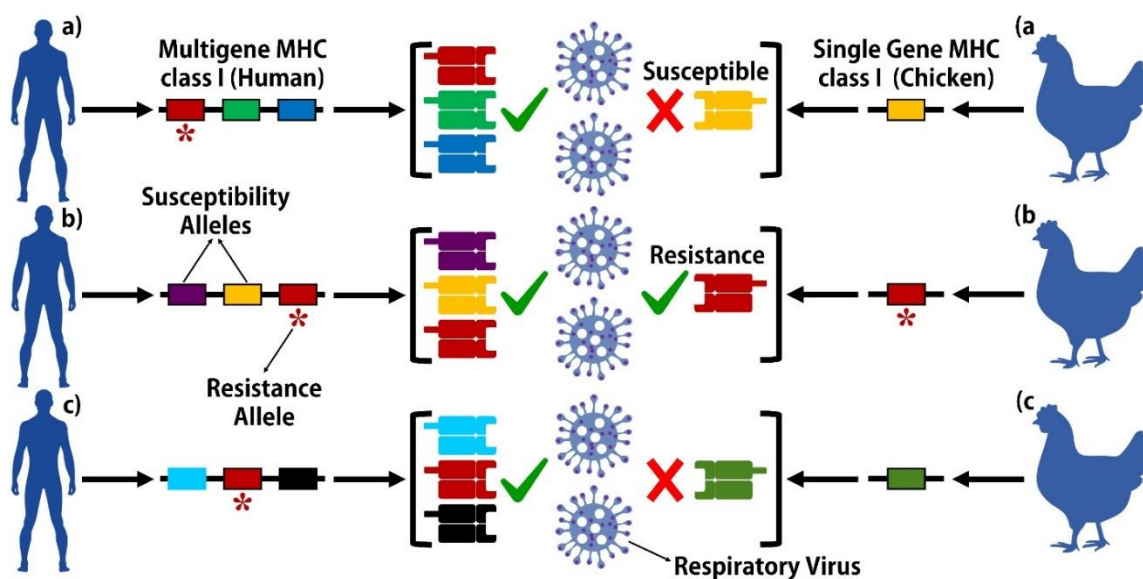 a)
Multigene MHC
class I (Human)
*
Susceptible
Single Gene MHC
class I (Chicken)
(a
Susceptibility
Alleles
b)
*
Resistance
*
(b
Resistance
Allele
c)
*
(c
Respiratory Virus